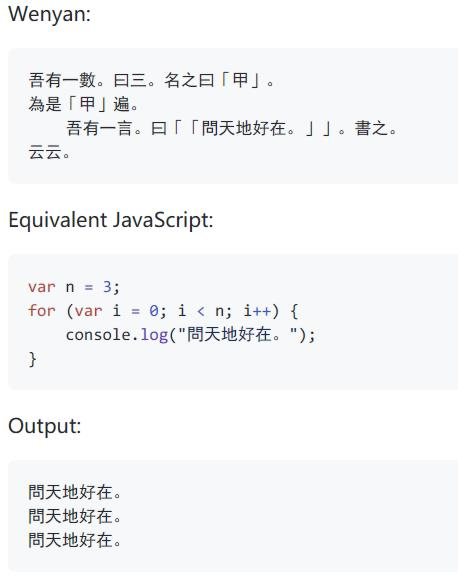 Wenyan:
吾有一數。曰三。名之曰「甲」。
為是「甲」遍。
吾有一言。曰「「問天地好在。」」。書之。
云云。
Equivalent JavaScript:
var n = 3;
for (var i = 0; i < n; i++) {
    console.log("問天地好在。");
}
Output:
問天地好在。
問天地好在。
問天地好在。